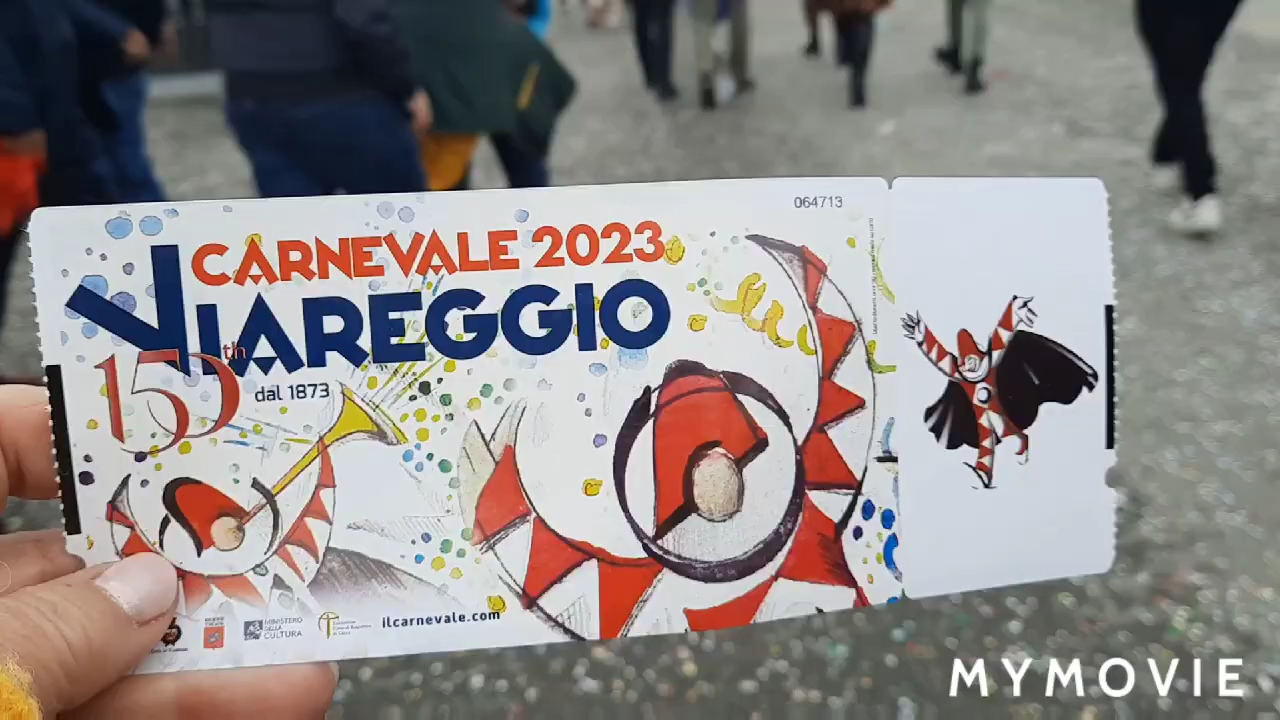 064713
CARNEVALE 2023
VIAREGGIO
150th
dal 1873
MINISTERO
DELLA
CULTURA
ilcarnevale.com
MYMOVIE